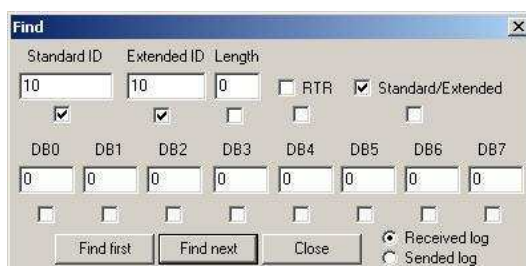 Find
Standard ID Extended ID Length
10 10 0 RTR Standard/Extended
DB0 DB1 DB2 DB3 DB4 DB5 DB6 DB7
0 0 0 0 0 0 0 0
Find first Find next Close Received log
Sended log